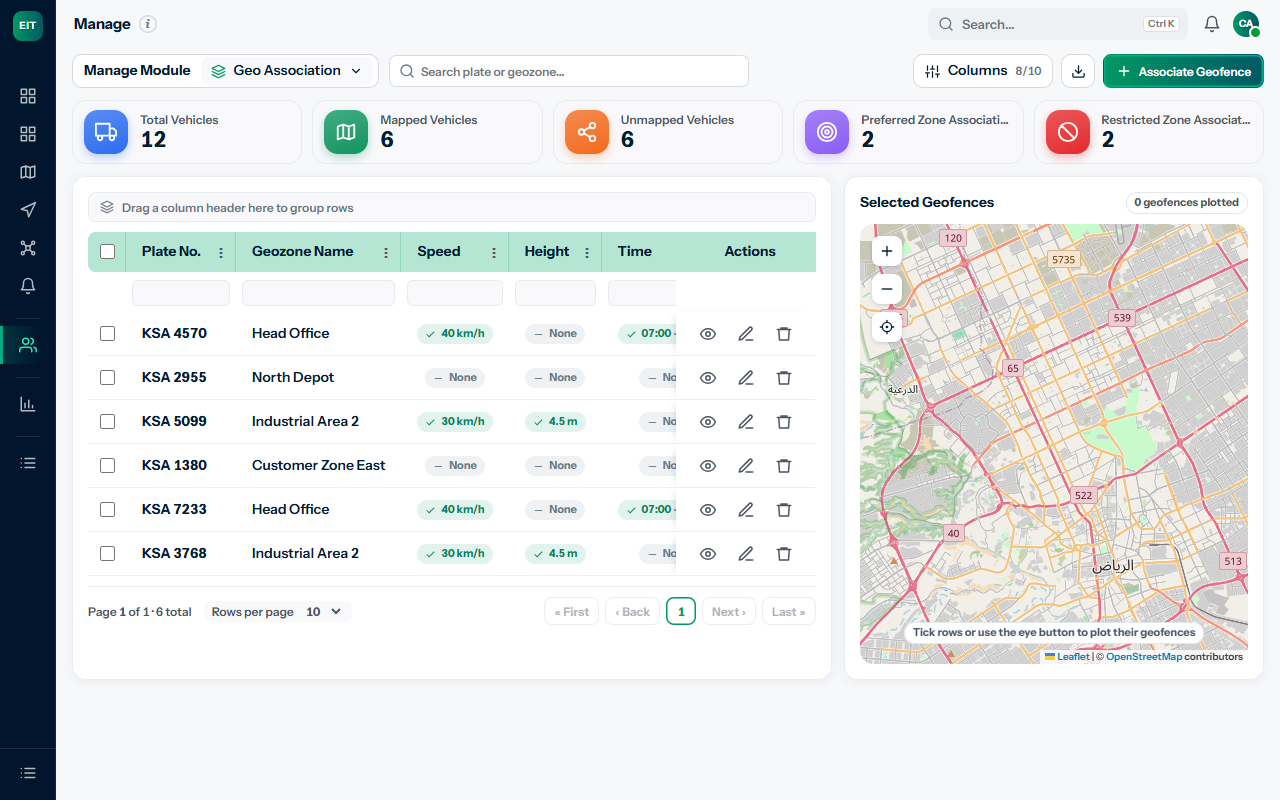 EIT
Manage
i
Search...
Ctrl K
CA
Manage Module
Geo Association
Search plate or geozone...
Columns 8/10
Associate Geofence
Total Vehicles
12
Mapped Vehicles
6
Unmapped Vehicles
6
Preferred Zone Associati...
2
Restricted Zone Associat...
2
Drag a column header here to group rows
Plate No. Geozone Name Speed Height Time Actions
KSA 4570 Head Office 40 km/h – None 07:00 -
KSA 2955 North Depot – None – None – No
KSA 5099 Industrial Area 2 30 km/h 4.5 m – No
KSA 1380 Customer Zone East – None – None – No
KSA 7233 Head Office 40 km/h – None 07:00 -
KSA 3768 Industrial Area 2 30 km/h 4.5 m – No
Page 1 of 1 · 6 total
Rows per page 10
« First ‹ Back 1 Next › Last »
Selected Geofences
0 geofences plotted
+
−
120
5735
539
65
الدرعية
522
40
513
الرياض
Tick rows or use the eye button to plot their geofences
Leaflet | © OpenStreetMap contributors